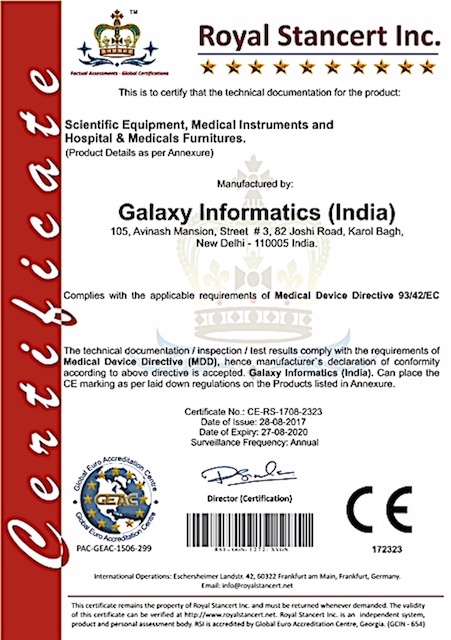 TM
Factual Assessments - Global Certifications
Royal Stancert Inc.
Certificate
This is to certify that the technical documentation for the product:
Scientific Equipment, Medical Instruments and
Hospital & Medicals Furnitures.
(Product Details as per Annexure)
Manufactured by:
Galaxy Informatics (India)
105, Avinash Mansion, Street # 3, 82 Joshi Road, Karol Bagh,
New Delhi - 110005 India.
Complies with the applicable requirements of Medical Device Directive 93/42/EC
The technical documentation / inspection / test results comply with the requirements of
Medical Device Directive (MDD), hence manufacturer`s declaration of conformity
according to above directive is accepted. Galaxy Informatics (India). Can place the
CE marking as per laid down regulations on the Products listed in Annexure.
Certificate No.: CE-RS-1708-2323
Date of Issue: 28-08-2017
Date of Expiry: 27-08-2020
Surveillance Frequency: Annual
Global Euro Accreditation Centre
GEAC
Global Euro Accreditation Centre
PAC-GEAC-1506-299
Director (Certification)
CE
172323
International Operations: Eschersheimer Landstr. 42, 60322 Frankfurt am Main, Frankfurt, Germany.
Email: info@royalstancert.net
This certificate remains the property of Royal Stancert Inc. and must be returned whenever demanded. The validity
of this certificate can be verified at http://www.royalstancert.net. Royal Stancert Inc. is an independent system,
product and personal assessment body. RSI is accredited by Global Euro Accreditation Centre, Georgia. (GCIN - 654)